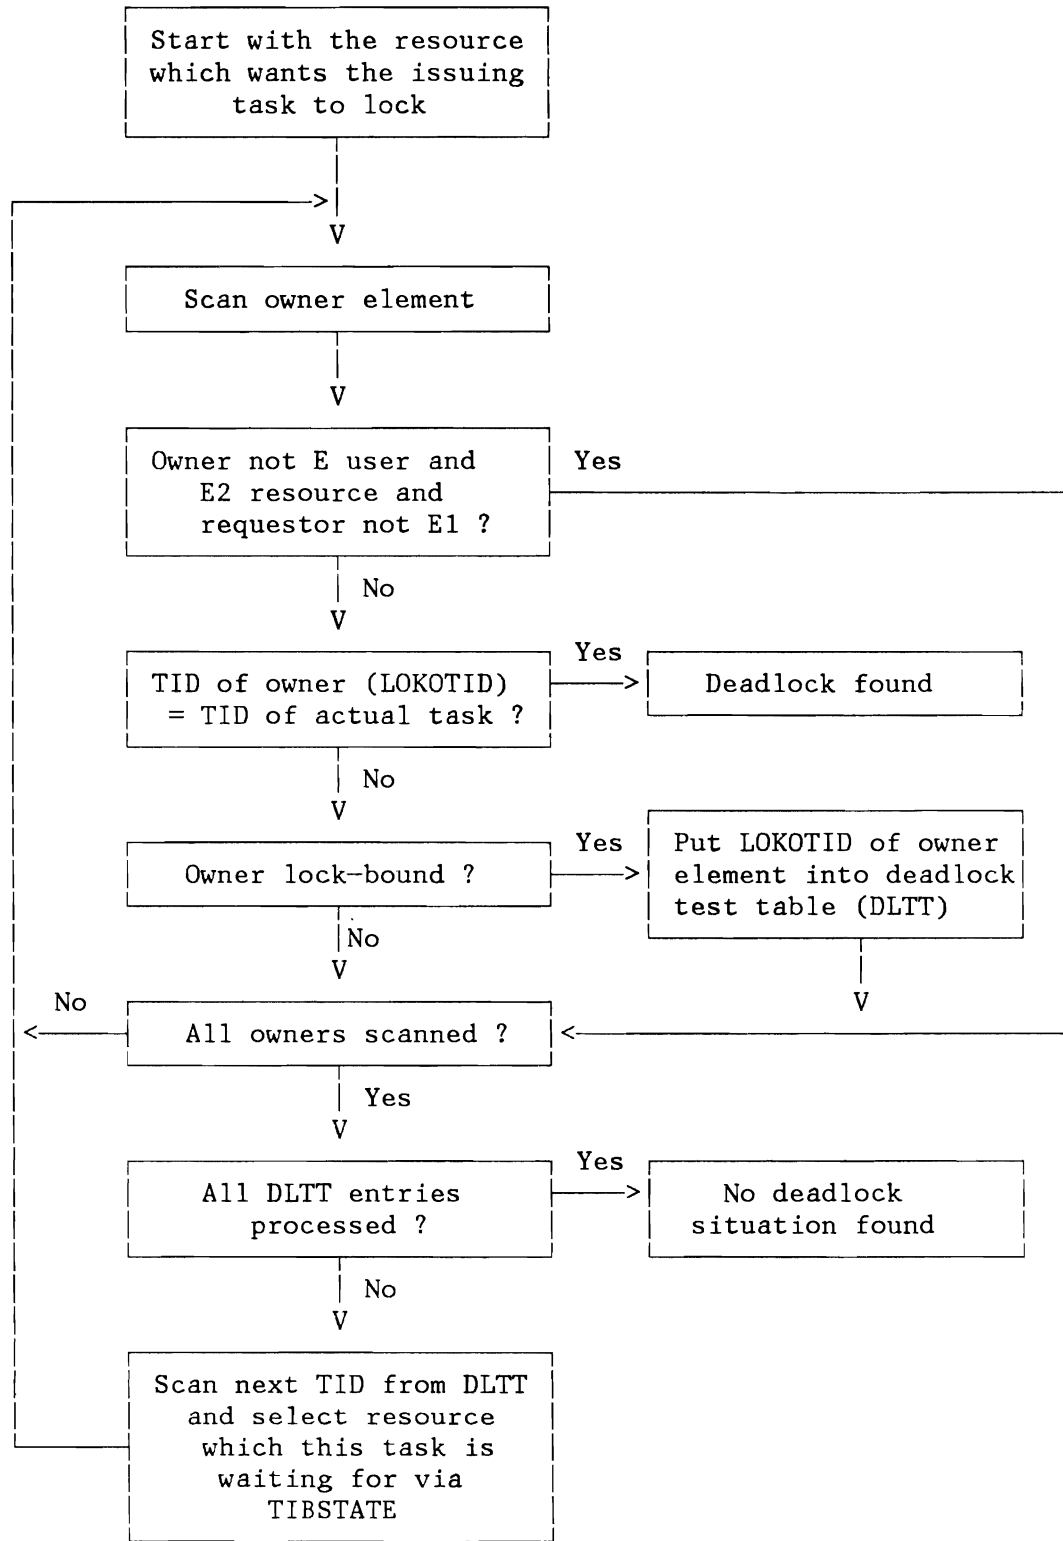 Start with the resource
which wants the issuing
task to lock
>
V
Scan owner element
V
Owner not E user and
E2 resource and
requestor not E1 ?
Yes
No
V
TID of owner (LOKOTID)
= TID of actual task ?
Yes
>
Deadlock found
No
V
Owner lock-bound ?
Yes
>
Put LOKOTID of owner
element into deadlock
test table (DLTT)
No
V
V
No
<
All owners scanned ?
<
Yes
V
All DLTT entries
processed ?
Yes
>
No deadlock
situation found
No
V
Scan next TID from DLTT
and select resource
which this task is
waiting for via
TIBSTATE